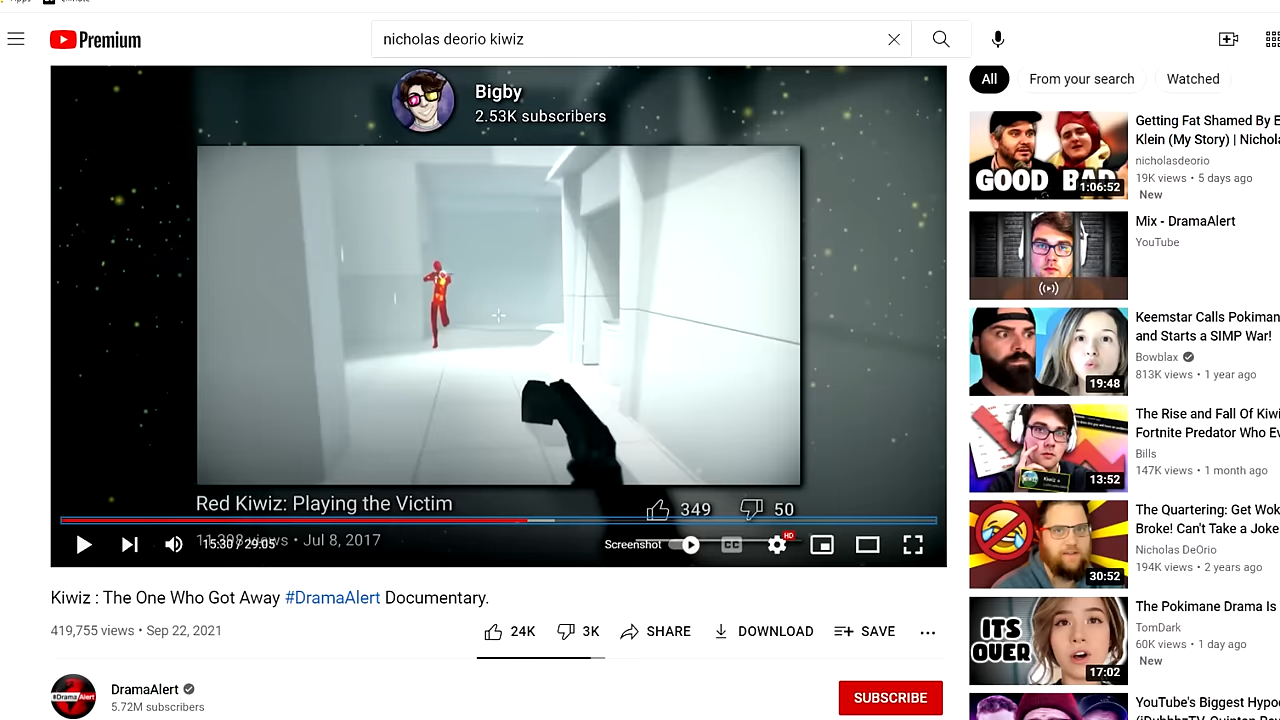 Premium
nicholas deorio kiwiz
Bigby
2.53K subscribers
Red Kiwiz: Playing the Victim
349
50
views • Jul 8, 2017
15:30 / 29:05
Screenshot
CC
HD
Kiwiz : The One Who Got Away #DramaAlert Documentary.
419,755 views • Sep 22, 2021
24K
3K
SHARE
DOWNLOAD
SAVE
#DramaAlert
DramaAlert
5.72M subscribers
SUBSCRIBE
All
From your search
Watched
GOOD BAD
1:06:52
Getting Fat Shamed By E
Klein (My Story) | Nichol
nicholasdeorio
19K views • 5 days ago
New
Mix - DramaAlert
YouTube
19:48
Keemstar Calls Pokiman
and Starts a SIMP War!
Bowblax
813K views • 1 year ago
13:52
The Rise and Fall Of Kiwi
Fortnite Predator Who Ev
Bills
147K views • 1 month ago
30:52
The Quartering: Get Wok
Broke! Can't Take a Joke
Nicholas DeOrio
194K views • 2 years ago
ITS
OVER
17:02
The Pokimane Drama Is
TomDark
60K views • 1 day ago
New
YouTube's Biggest Hypo